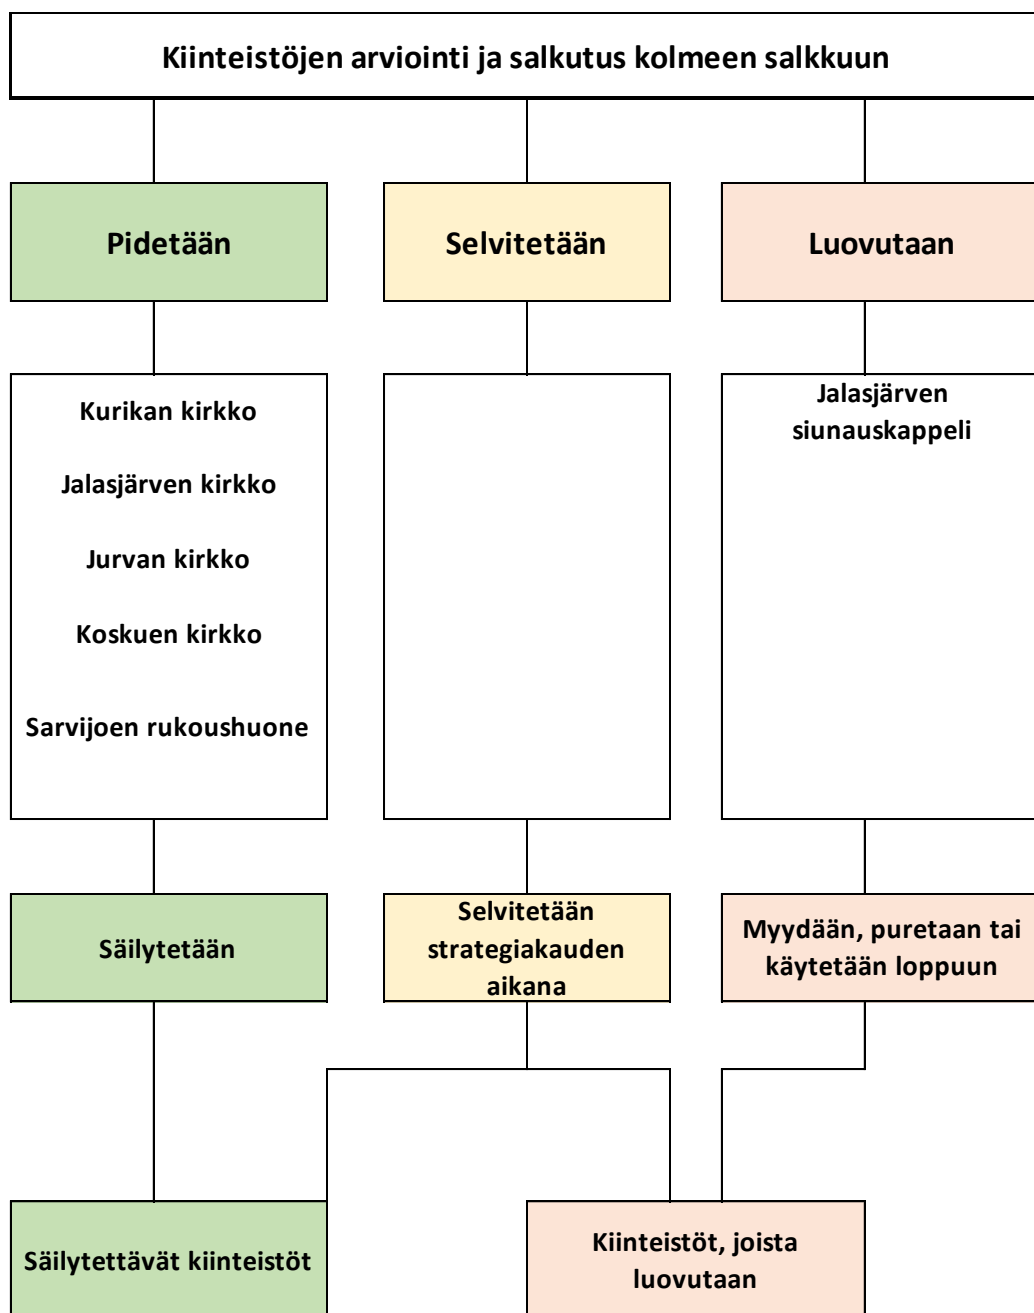 Kiinteistöjen arviointi ja salkutus kolmeen salkkuun
Pidetään
Selvitetään
Luovutaan
Kurikan kirkko
Jalasjärven kirkko
Jurvan kirkko
Koskuen kirkko
Sarvijoen rukoushuone
Jalasjärven
siunauskappeli
Säilytetään
Selvitetään
strategiakauden
aikana
Myydään, puretaan tai
käytetään loppuun
Säilytettävät kiinteistöt
Kiinteistöt, joista
luovutaan